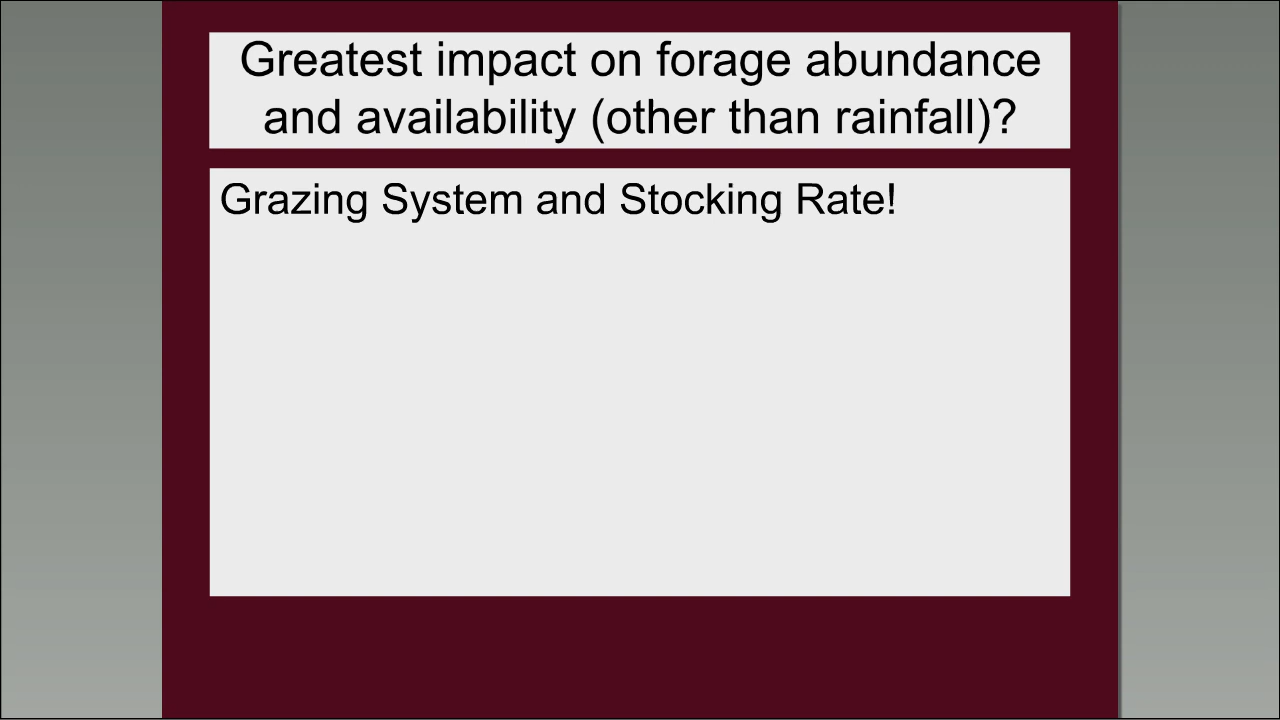 Greatest impact on forage abundance
and availability (other than rainfall)?
Grazing System and Stocking Rate!